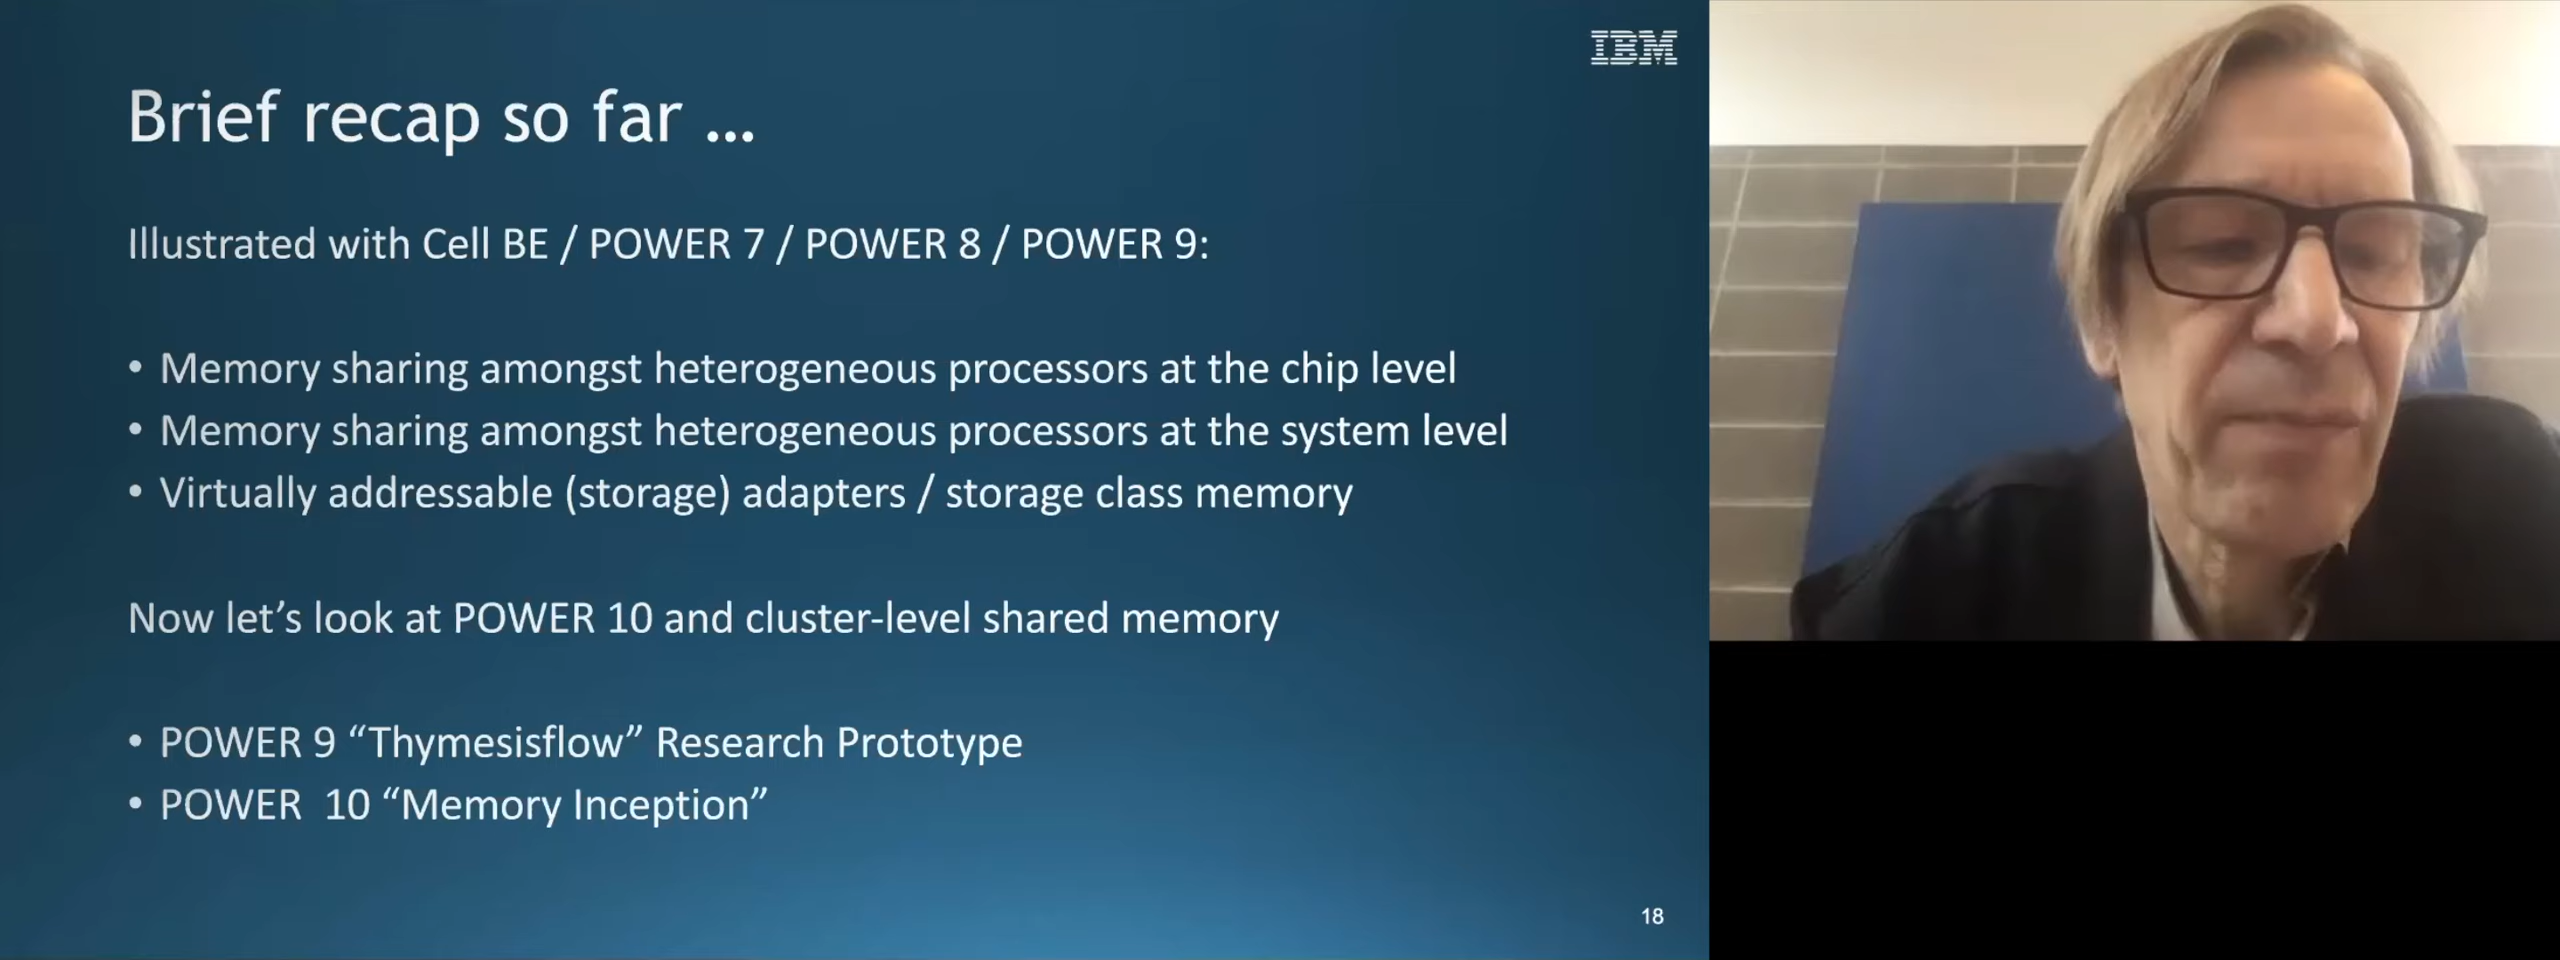 IBM
Brief recap so far ...
Illustrated with Cell BE / POWER 7 / POWER 8 / POWER 9:
• Memory sharing amongst heterogeneous processors at the chip level
• Memory sharing amongst heterogeneous processors at the system level
• Virtually addressable (storage) adapters / storage class memory
Now let’s look at POWER 10 and cluster-level shared memory
• POWER 9 “Thymesisflow” Research Prototype
• POWER  10 “Memory Inception”
18